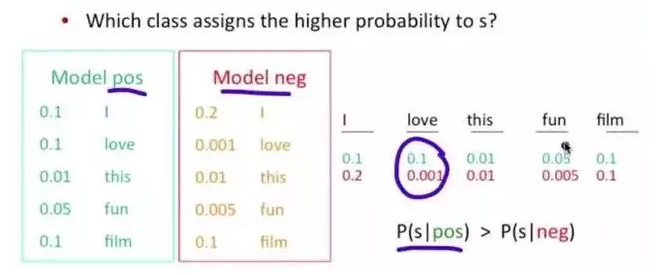 • Which class assigns the higher probability to s?
Model pos
0.1 I
0.1 love
0.01 this
0.05 fun
0.1 film
Model neg
0.2 I
0.001 love
0.01 this
0.005 fun
0.1 film
I love this fun film
0.1 0.1 0.01 0.05 0.1
0.2 0.001 0.01 0.005 0.1
P(s|pos) > P(s|neg)